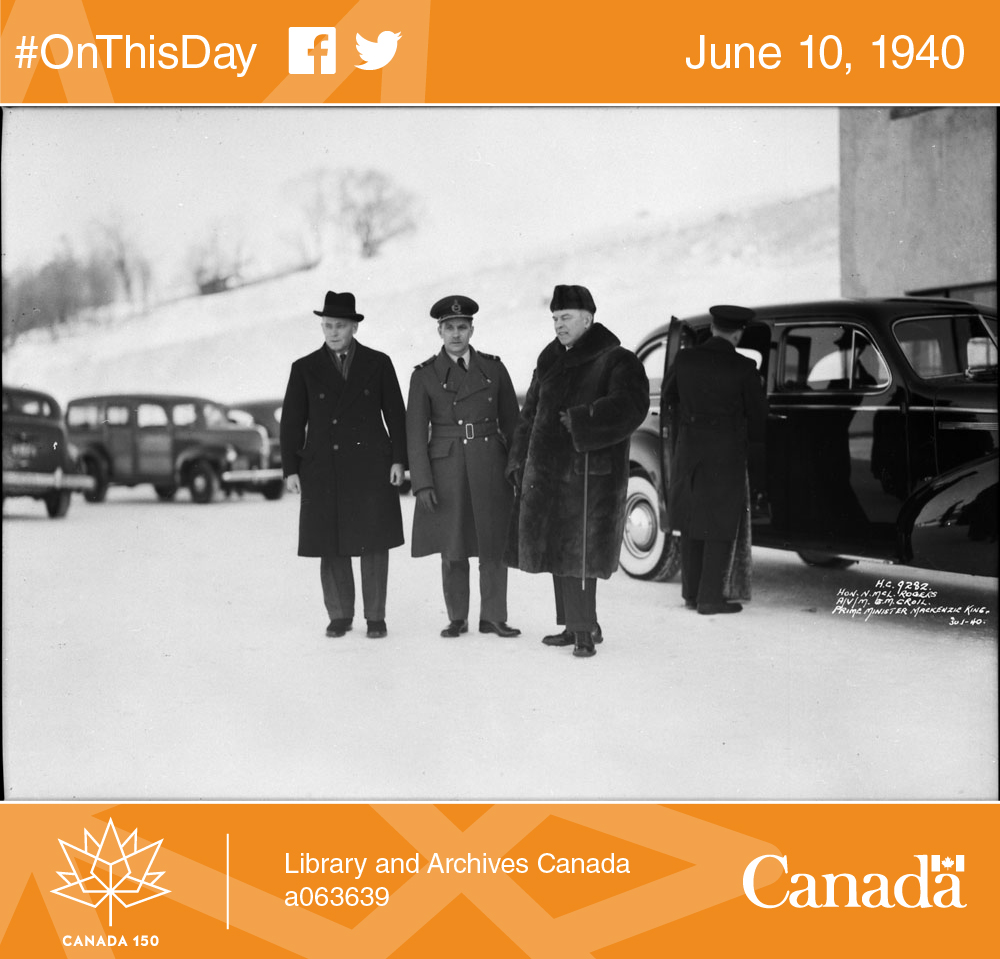 #OnThisDay
June 10, 1940
H.C. 9282.
HON. N. McL. ROGERS
A/V/M. G.M. CROIL.
PRIME MINISTER MACKENZIE KING.
30-1-40.
CANADA 150
Library and Archives Canada
a063639
Canada